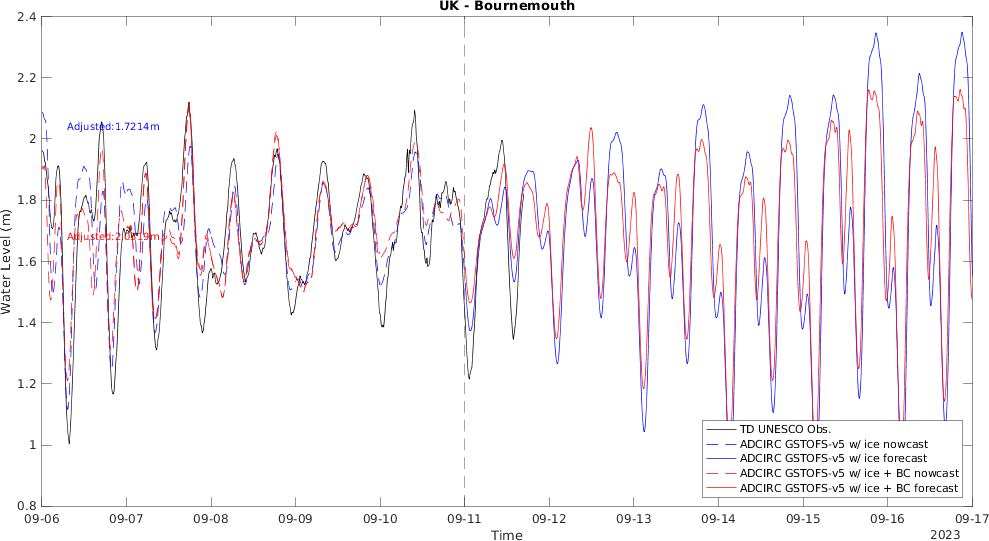 UK - Bournemouth
2.4
2.2
2
1.8
1.6
1.4
1.2
1
0.8
Water Level (m)
Adjusted:1.7214m
TD UNESCO Obs.
ADCIRC GSTOFS-v5 w/ ice nowcast
ADCIRC GSTOFS-v5 w/ ice forecast
ADCIRC GSTOFS-v5 w/ ice + BC nowcast
ADCIRC GSTOFS-v5 w/ ice + BC forecast
09-06 09-07 09-08 09-09 09-10 09-11 09-12 09-13 09-14 09-15 09-16 09-17
Time
2023